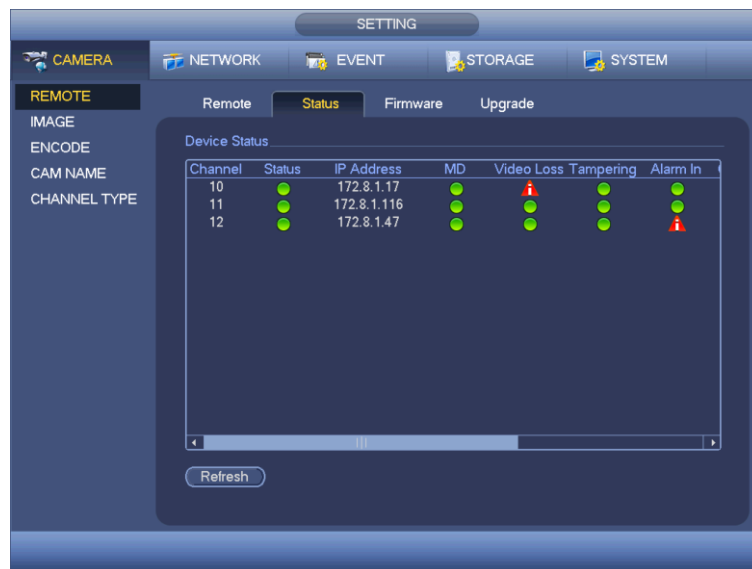 SETTING
CAMERA NETWORK EVENT STORAGE SYSTEM
REMOTE
IMAGE
ENCODE
CAM NAME
CHANNEL TYPE
Remote Status Firmware Upgrade
Device Status
Channel Status IP Address MD Video Loss Tampering Alarm In
10 172.8.1.17
11 172.8.1.116
12 172.8.1.47
Refresh